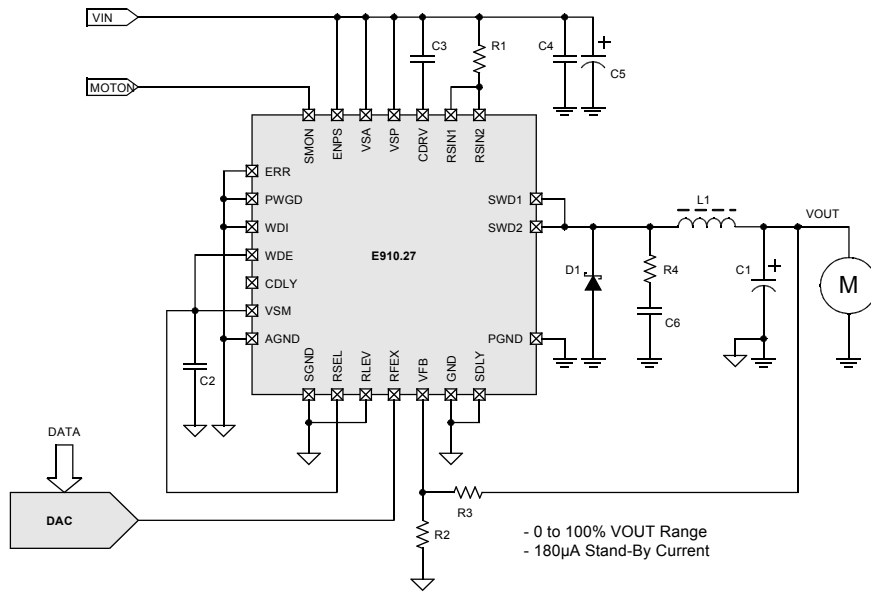 VIN
C3
R1
C4
C5
MOTON
SMON
ENPS
VSA
VSP
CDRV
RSIN1
RSIN2
ERR
PWGD
WDI
WDE
CDLY
VSM
AGND
E910.27
SWD1
SWD2
PGND
L1
VOUT
D1
R4
C6
C1
M
C2
SGND
RSEL
RLEV
RFEX
VFB
GND
SDLY
DATA
DAC
R3
R2
- 0 to 100% VOUT Range
- 180µA Stand-By Current